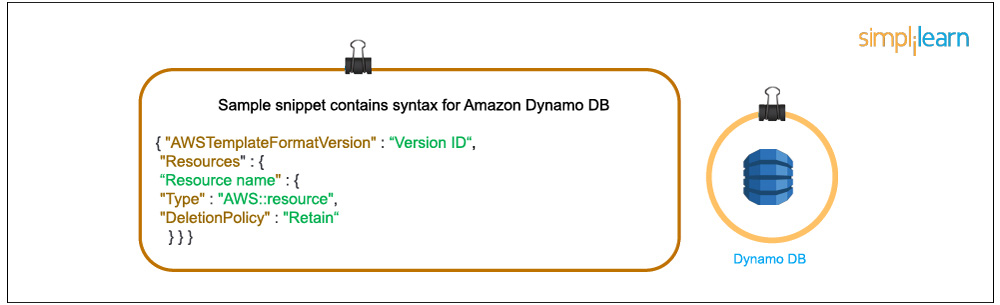 simplilearn
Sample snippet contains syntax for Amazon Dynamo DB
{ "AWSTemplateFormatVersion" : “Version ID“,
"Resources" : {
“Resource name" : {
"Type" : "AWS::resource",
"DeletionPolicy" : "Retain“
} } }
Dynamo DB